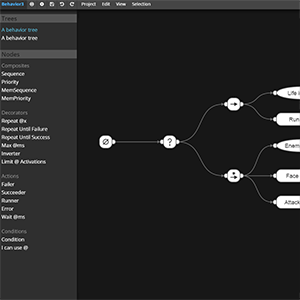 Behavior3 Project Edit View Selection
Trees
A behavior tree
A behavior tree
Nodes
Composites
Sequence
Priority
MemSequence
MemPriority
Decorators
Repeat @x
Repeat Until Failure
Repeat Until Success
Max @ms
Inverter
Limit @ Activations
Actions
Failer
Succeeder
Runner
Error
Wait @ms
Conditions
Condition
I can use @
Life i
Run
?
Enem
Face
Attack